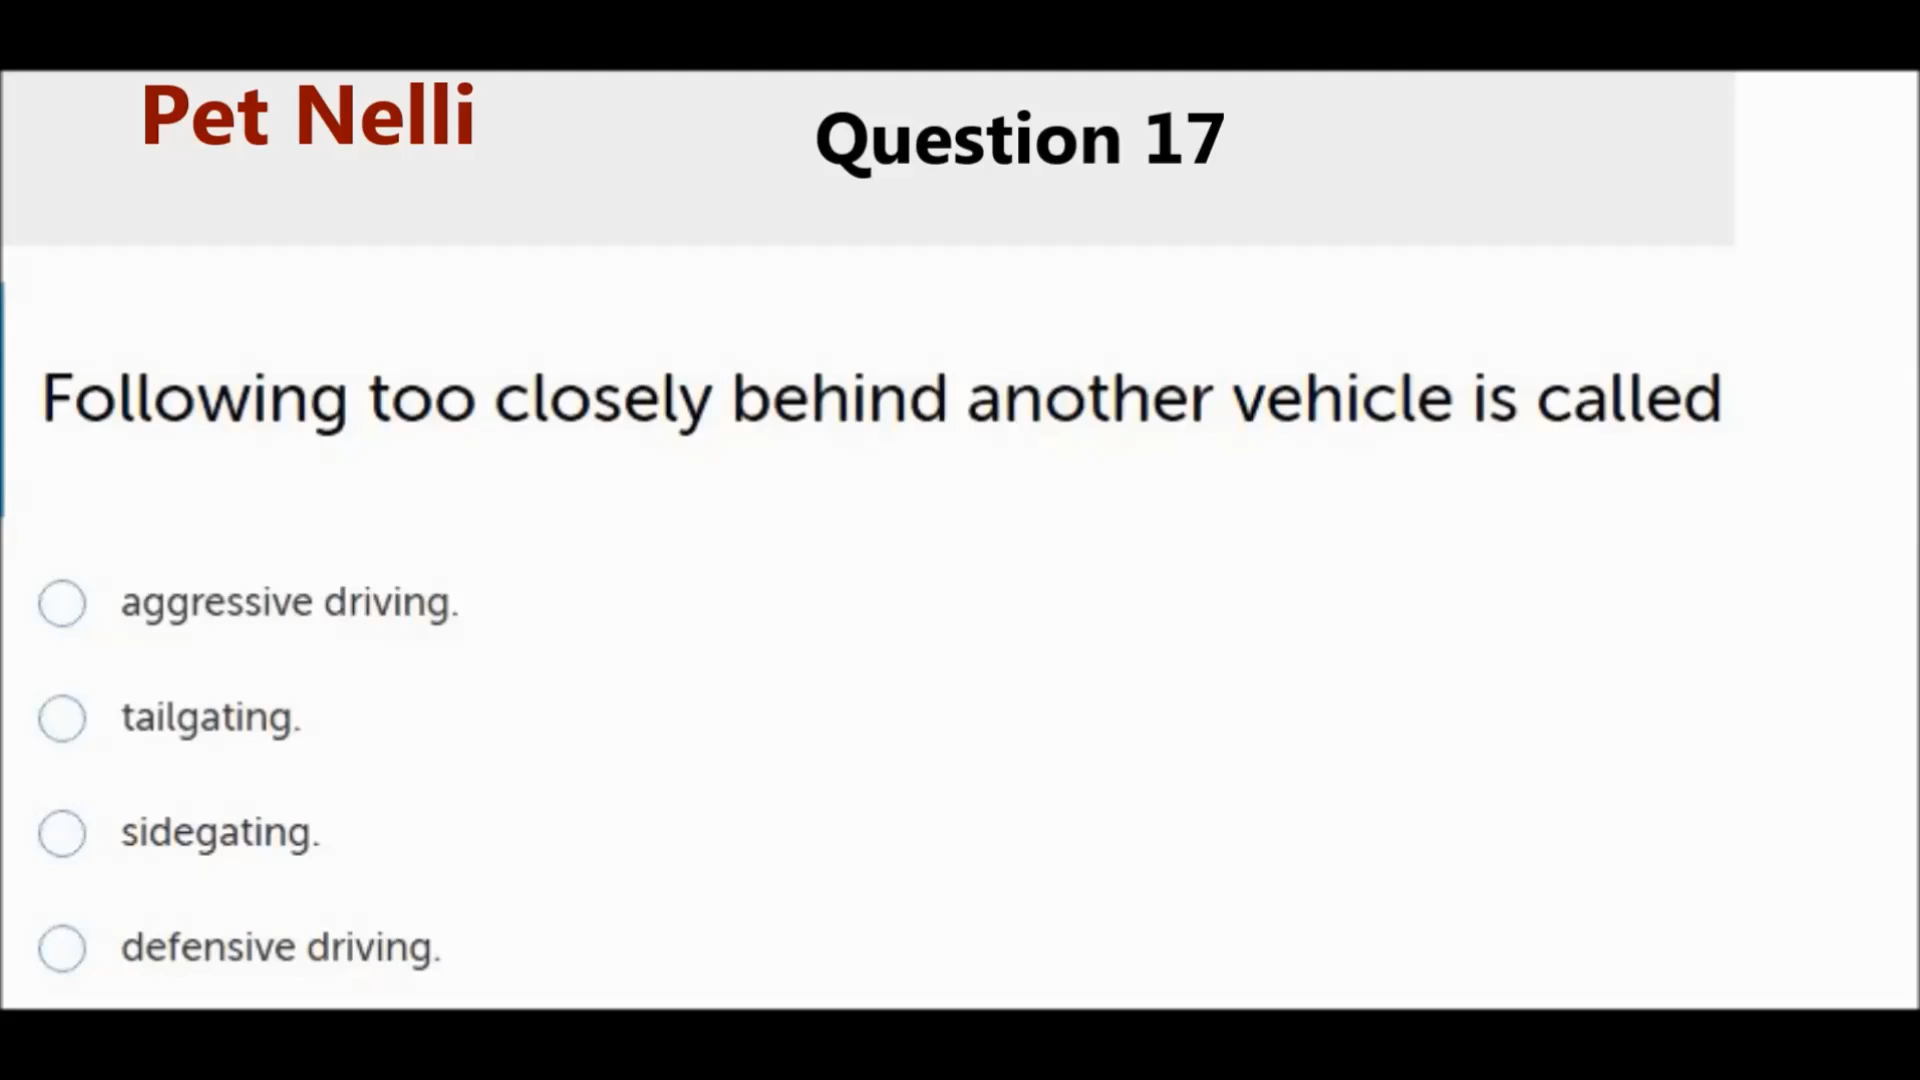 Pet Nelli
Question 17
Following too closely behind another vehicle is called
aggressive driving.
tailgating.
sidegating.
defensive driving.